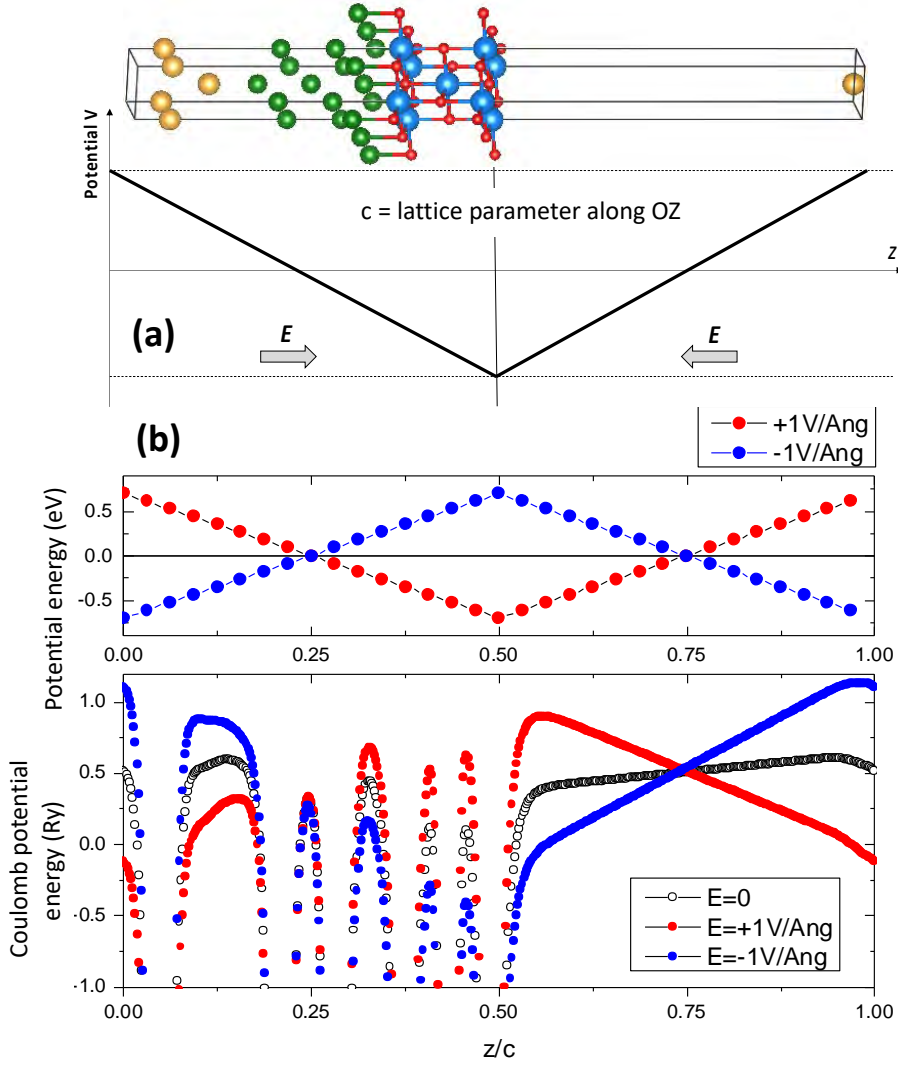 (a)
Potential V
c = lattice parameter along OZ
z
E
E
(b)
+1V/Ang
-1V/Ang
Potential energy (eV)
0.5
0.0
-0.5
0.00
0.25
0.50
0.75
1.00
Coulomb potential
energy (Ry)
1.0
0.5
0.0
-0.5
-1.0
E=0
E=+1V/Ang
E=-1V/Ang
0.00
0.25
0.50
0.75
1.00
z/c